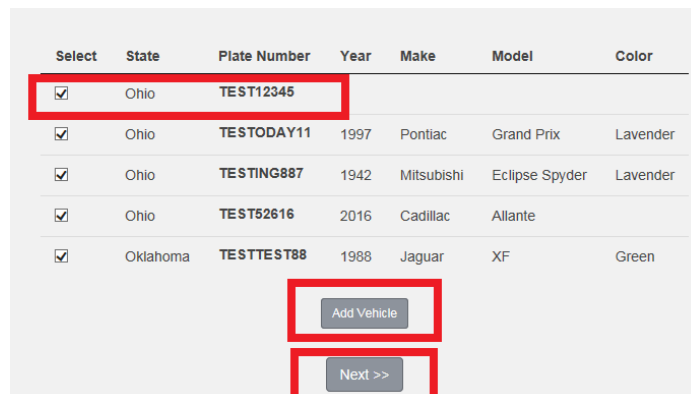 Select State Plate Number Year Make Model Color
Ohio TEST12345
Ohio TESTODAY11 1997 Pontiac Grand Prix Lavender
Ohio TESTING887 1942 Mitsubishi Eclipse Spyder Lavender
Ohio TEST52616 2016 Cadillac Allante
Oklahoma TESTTEST88 1988 Jaguar XF Green
Add Vehicle
Next >>